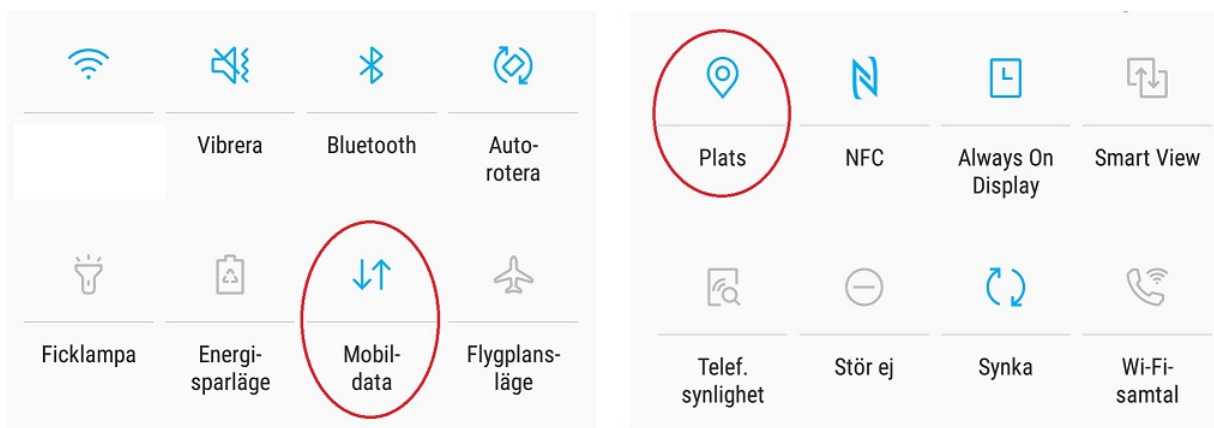 Vibrera
Bluetooth
Auto-
rotera
Ficklampa
Energi-
sparläge
Mobil-
data
Flygplans-
läge
Plats
NFC
Always On
Display
Smart View
Telef.
synlighet
Stör ej
Synka
Wi-Fi-
samtal